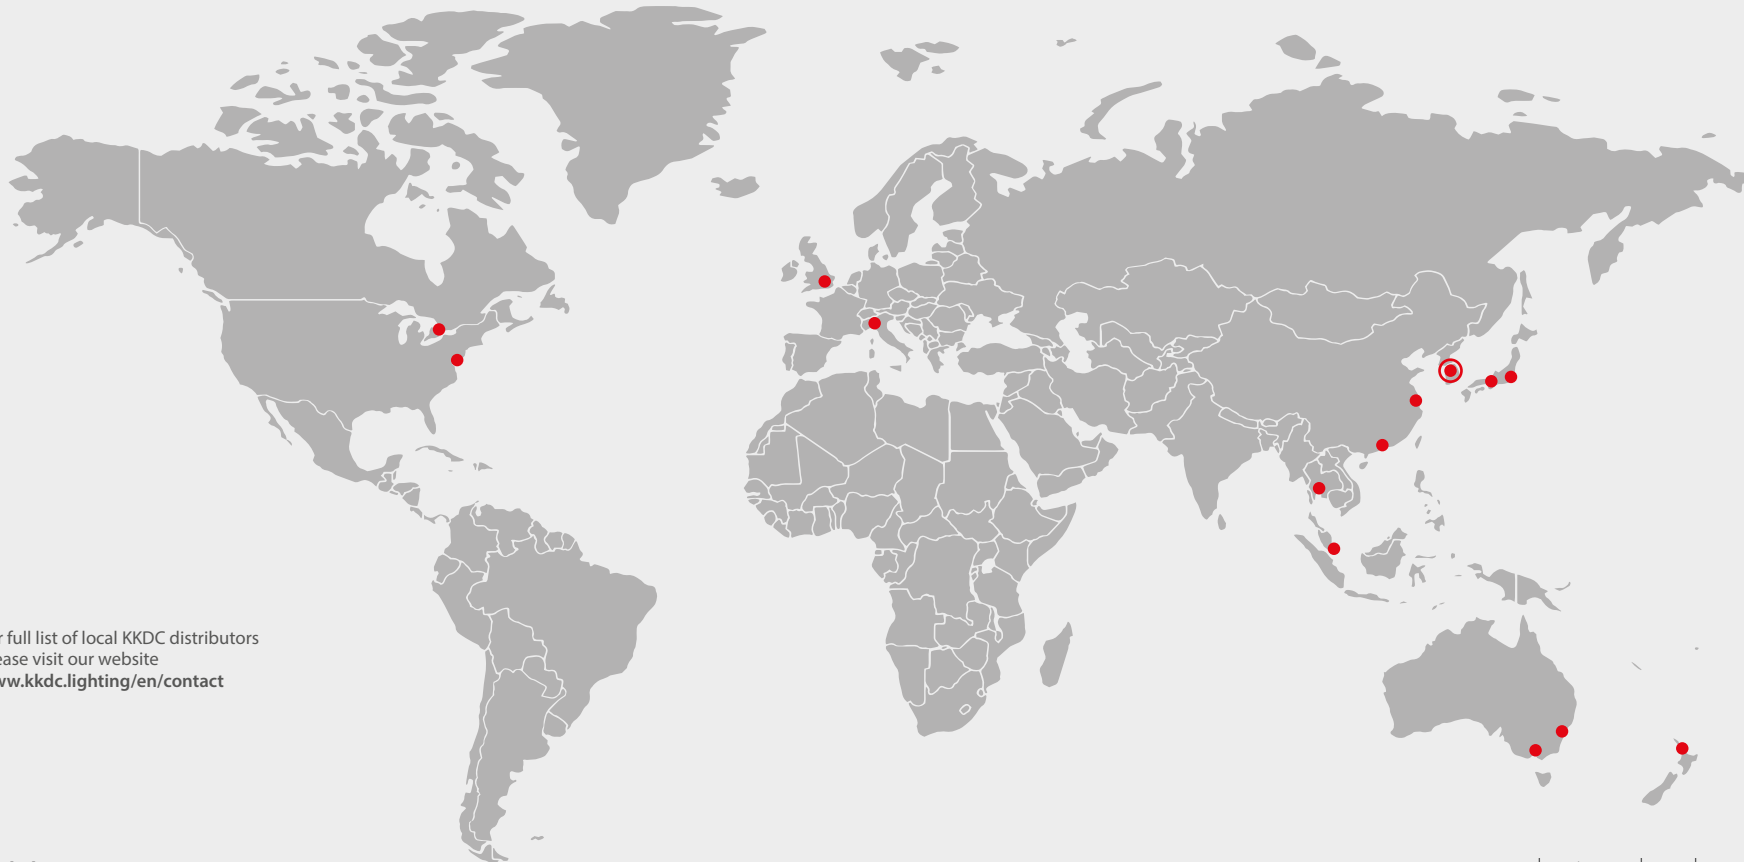 r full list of local KKDC distributors
ease visit our website
ww.kkdc.lighting/en/contact